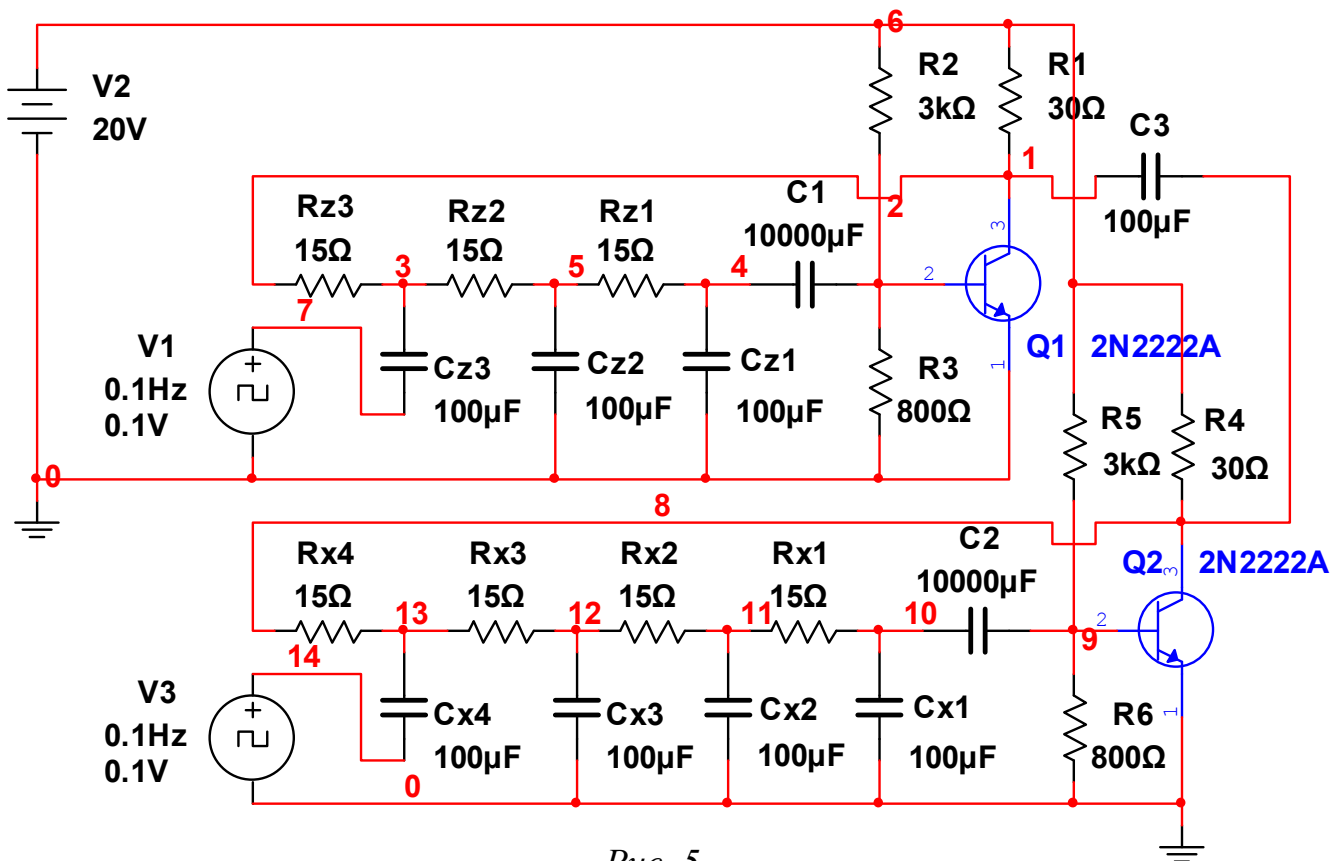 6
V2
20V
R2
3kΩ
R1
30Ω
C3
100µF
1
2
Rz3
15Ω
Rz2
15Ω
Rz1
15Ω
C1
10000µF
3
5
4
2
3
1
7
V1
0.1Hz
0.1V
Cz3
100µF
Cz2
100µF
Cz1
100µF
R3
800Ω
Q1
2N2222A
R5
3kΩ
R4
30Ω
0
8
Rx4
15Ω
Rx3
15Ω
Rx2
15Ω
Rx1
15Ω
C2
10000µF
Q2
2N2222A
3
13
12
11
10
9
2
1
14
V3
0.1Hz
0.1V
Cx4
100µF
Cx3
100µF
Cx2
100µF
Cx1
100µF
R6
800Ω
0
Рис. 5